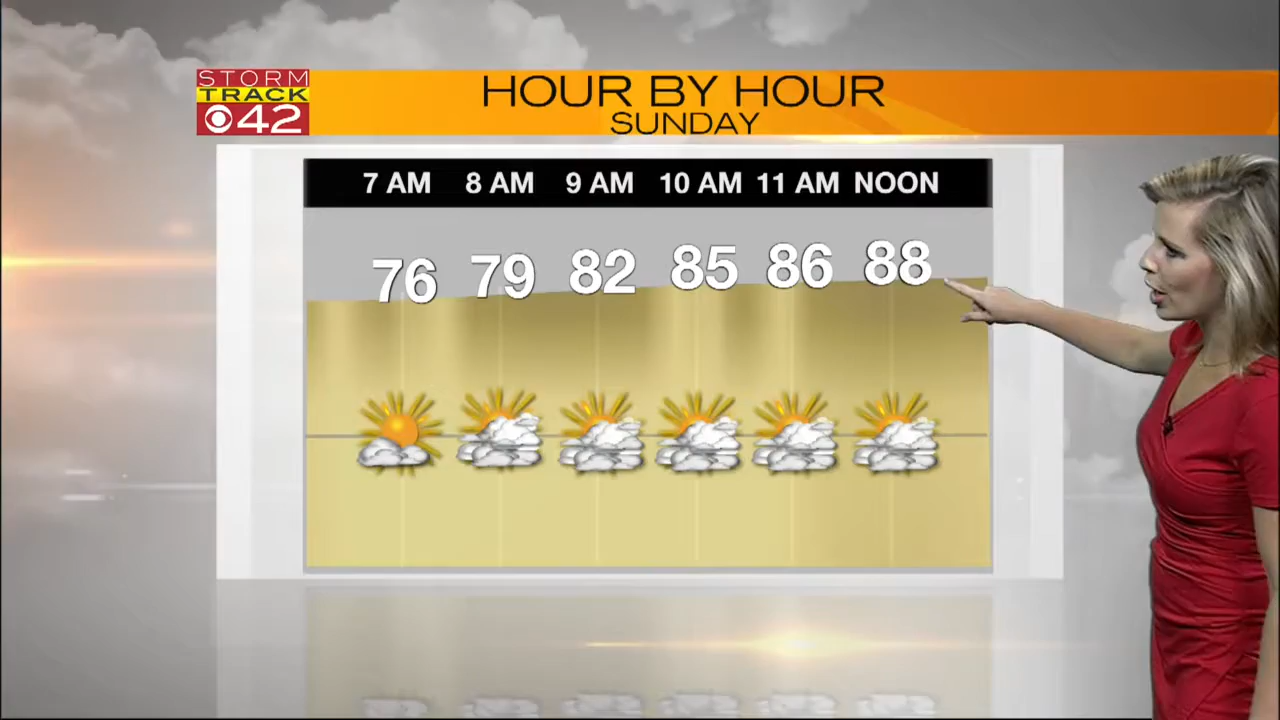 STORM
TRACK
42
HOUR BY HOUR
SUNDAY
7 AM 8 AM 9 AM 10 AM 11 AM NOON
76 79 82 85 86 88